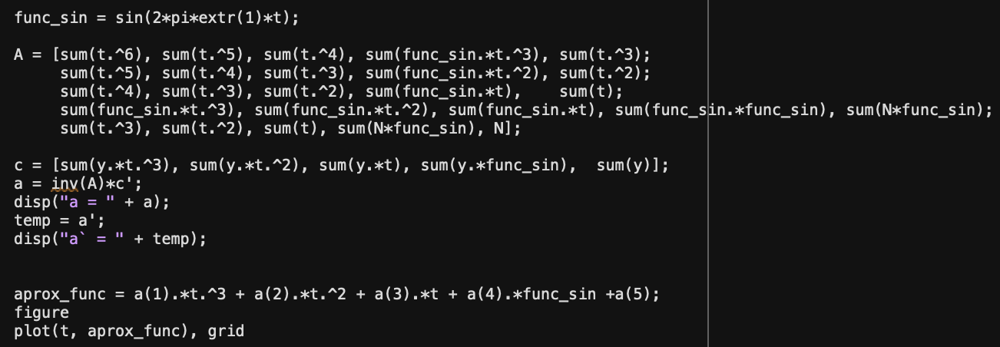 func_sin = sin(2*pi*extr(1)*t);
A = [sum(t.^6), sum(t.^5), sum(t.^4), sum(func_sin.*t.^3), sum(t.^3);
sum(t.^5), sum(t.^4), sum(t.^3), sum(func_sin.*t.^2), sum(t.^2);
sum(t.^4), sum(t.^3), sum(t.^2), sum(func_sin.*t),    sum(t);
sum(func_sin.*t.^3), sum(func_sin.*t.^2), sum(func_sin.*t), sum(func_sin.*func_sin), sum(N*func_sin);
sum(t.^3), sum(t.^2), sum(t), sum(N*func_sin), N];
c = [sum(y.*t.^3), sum(y.*t.^2), sum(y.*t), sum(y.*func_sin),  sum(y)];
a = inv(A)*c';
disp("a = " + a);
temp = a';
disp("a` = " + temp);
aprox_func = a(1).*t.^3 + a(2).*t.^2 + a(3).*t + a(4).*func_sin +a(5);
figure
plot(t, aprox_func), grid